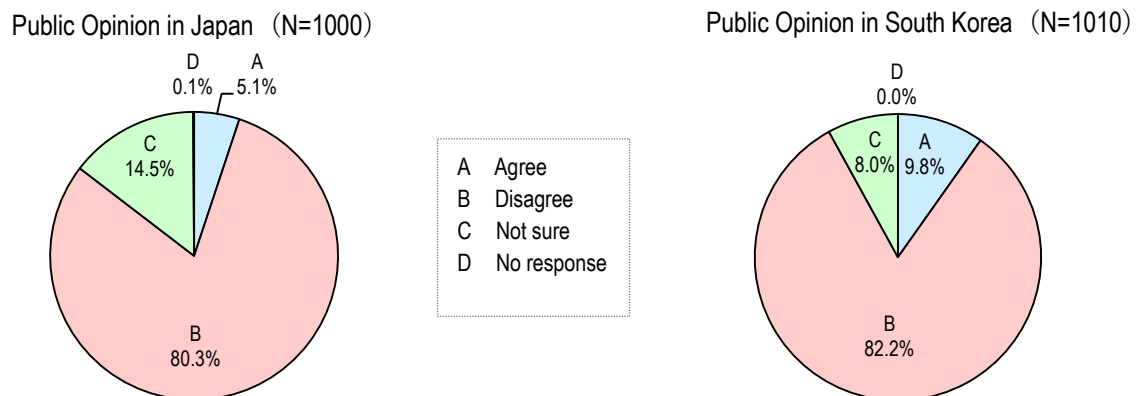 Public Opinion in Japan （N=1000）
D
0.1%
A
5.1%
C
14.5%
B
80.3%
A Agree
B Disagree
C Not sure
D No response
Public Opinion in South Korea （N=1010）
D
0.0%
C
8.0%
A
9.8%
B
82.2%